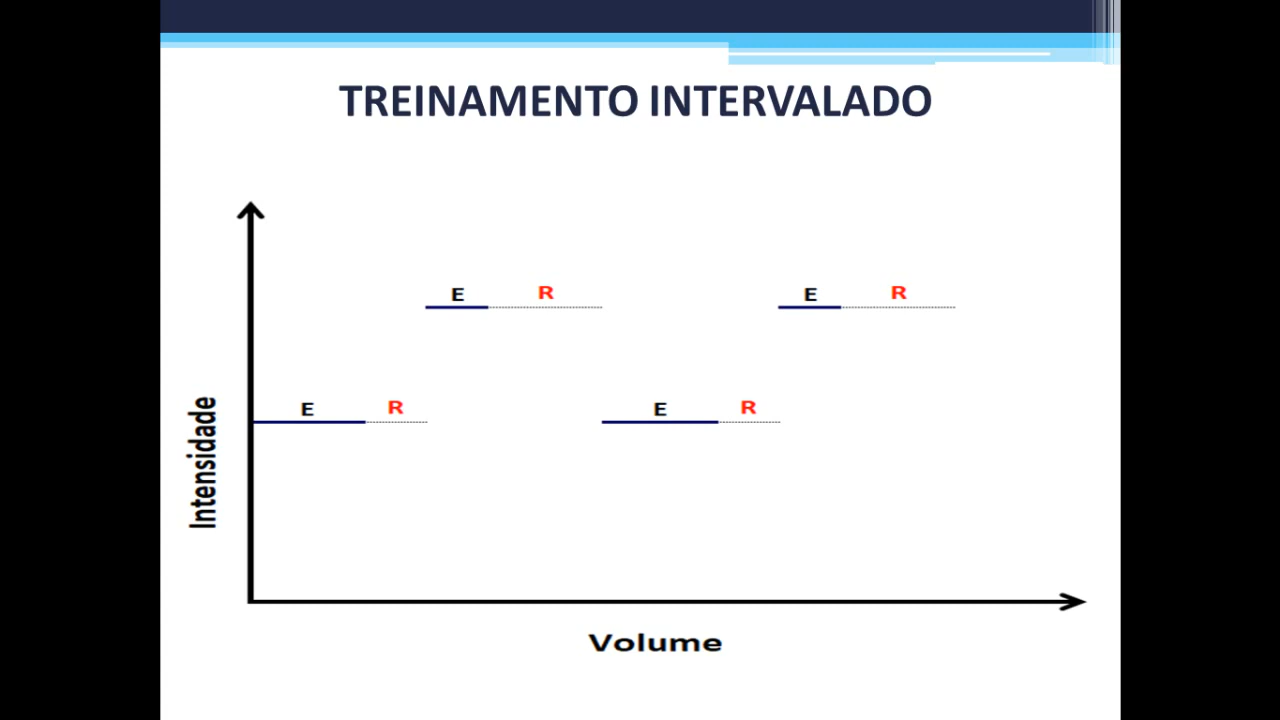 TREINAMENTO INTERVALADO
E R E R
E R E R
Intensidade
Volume